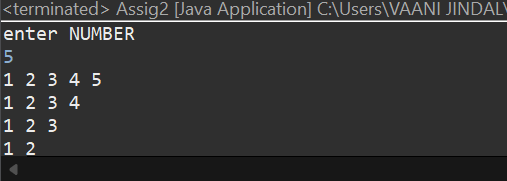 <terminated> Assig2 [Java Application] C:\Users\VAANI JINDAL\
enter NUMBER
5
1 2 3 4 5
1 2 3 4
1 2 3
1 2